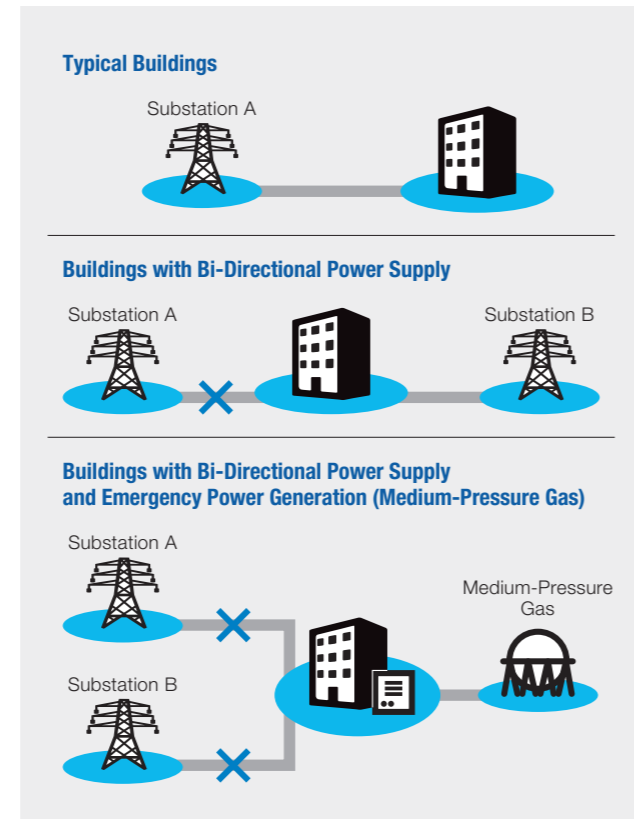 Typical Buildings
Substation A
Buildings with Bi-Directional Power Supply
Substation A
Substation B
Buildings with Bi-Directional Power Supply
and Emergency Power Generation (Medium-Pressure Gas)
Substation A
Medium-Pressure
Gas
Substation B